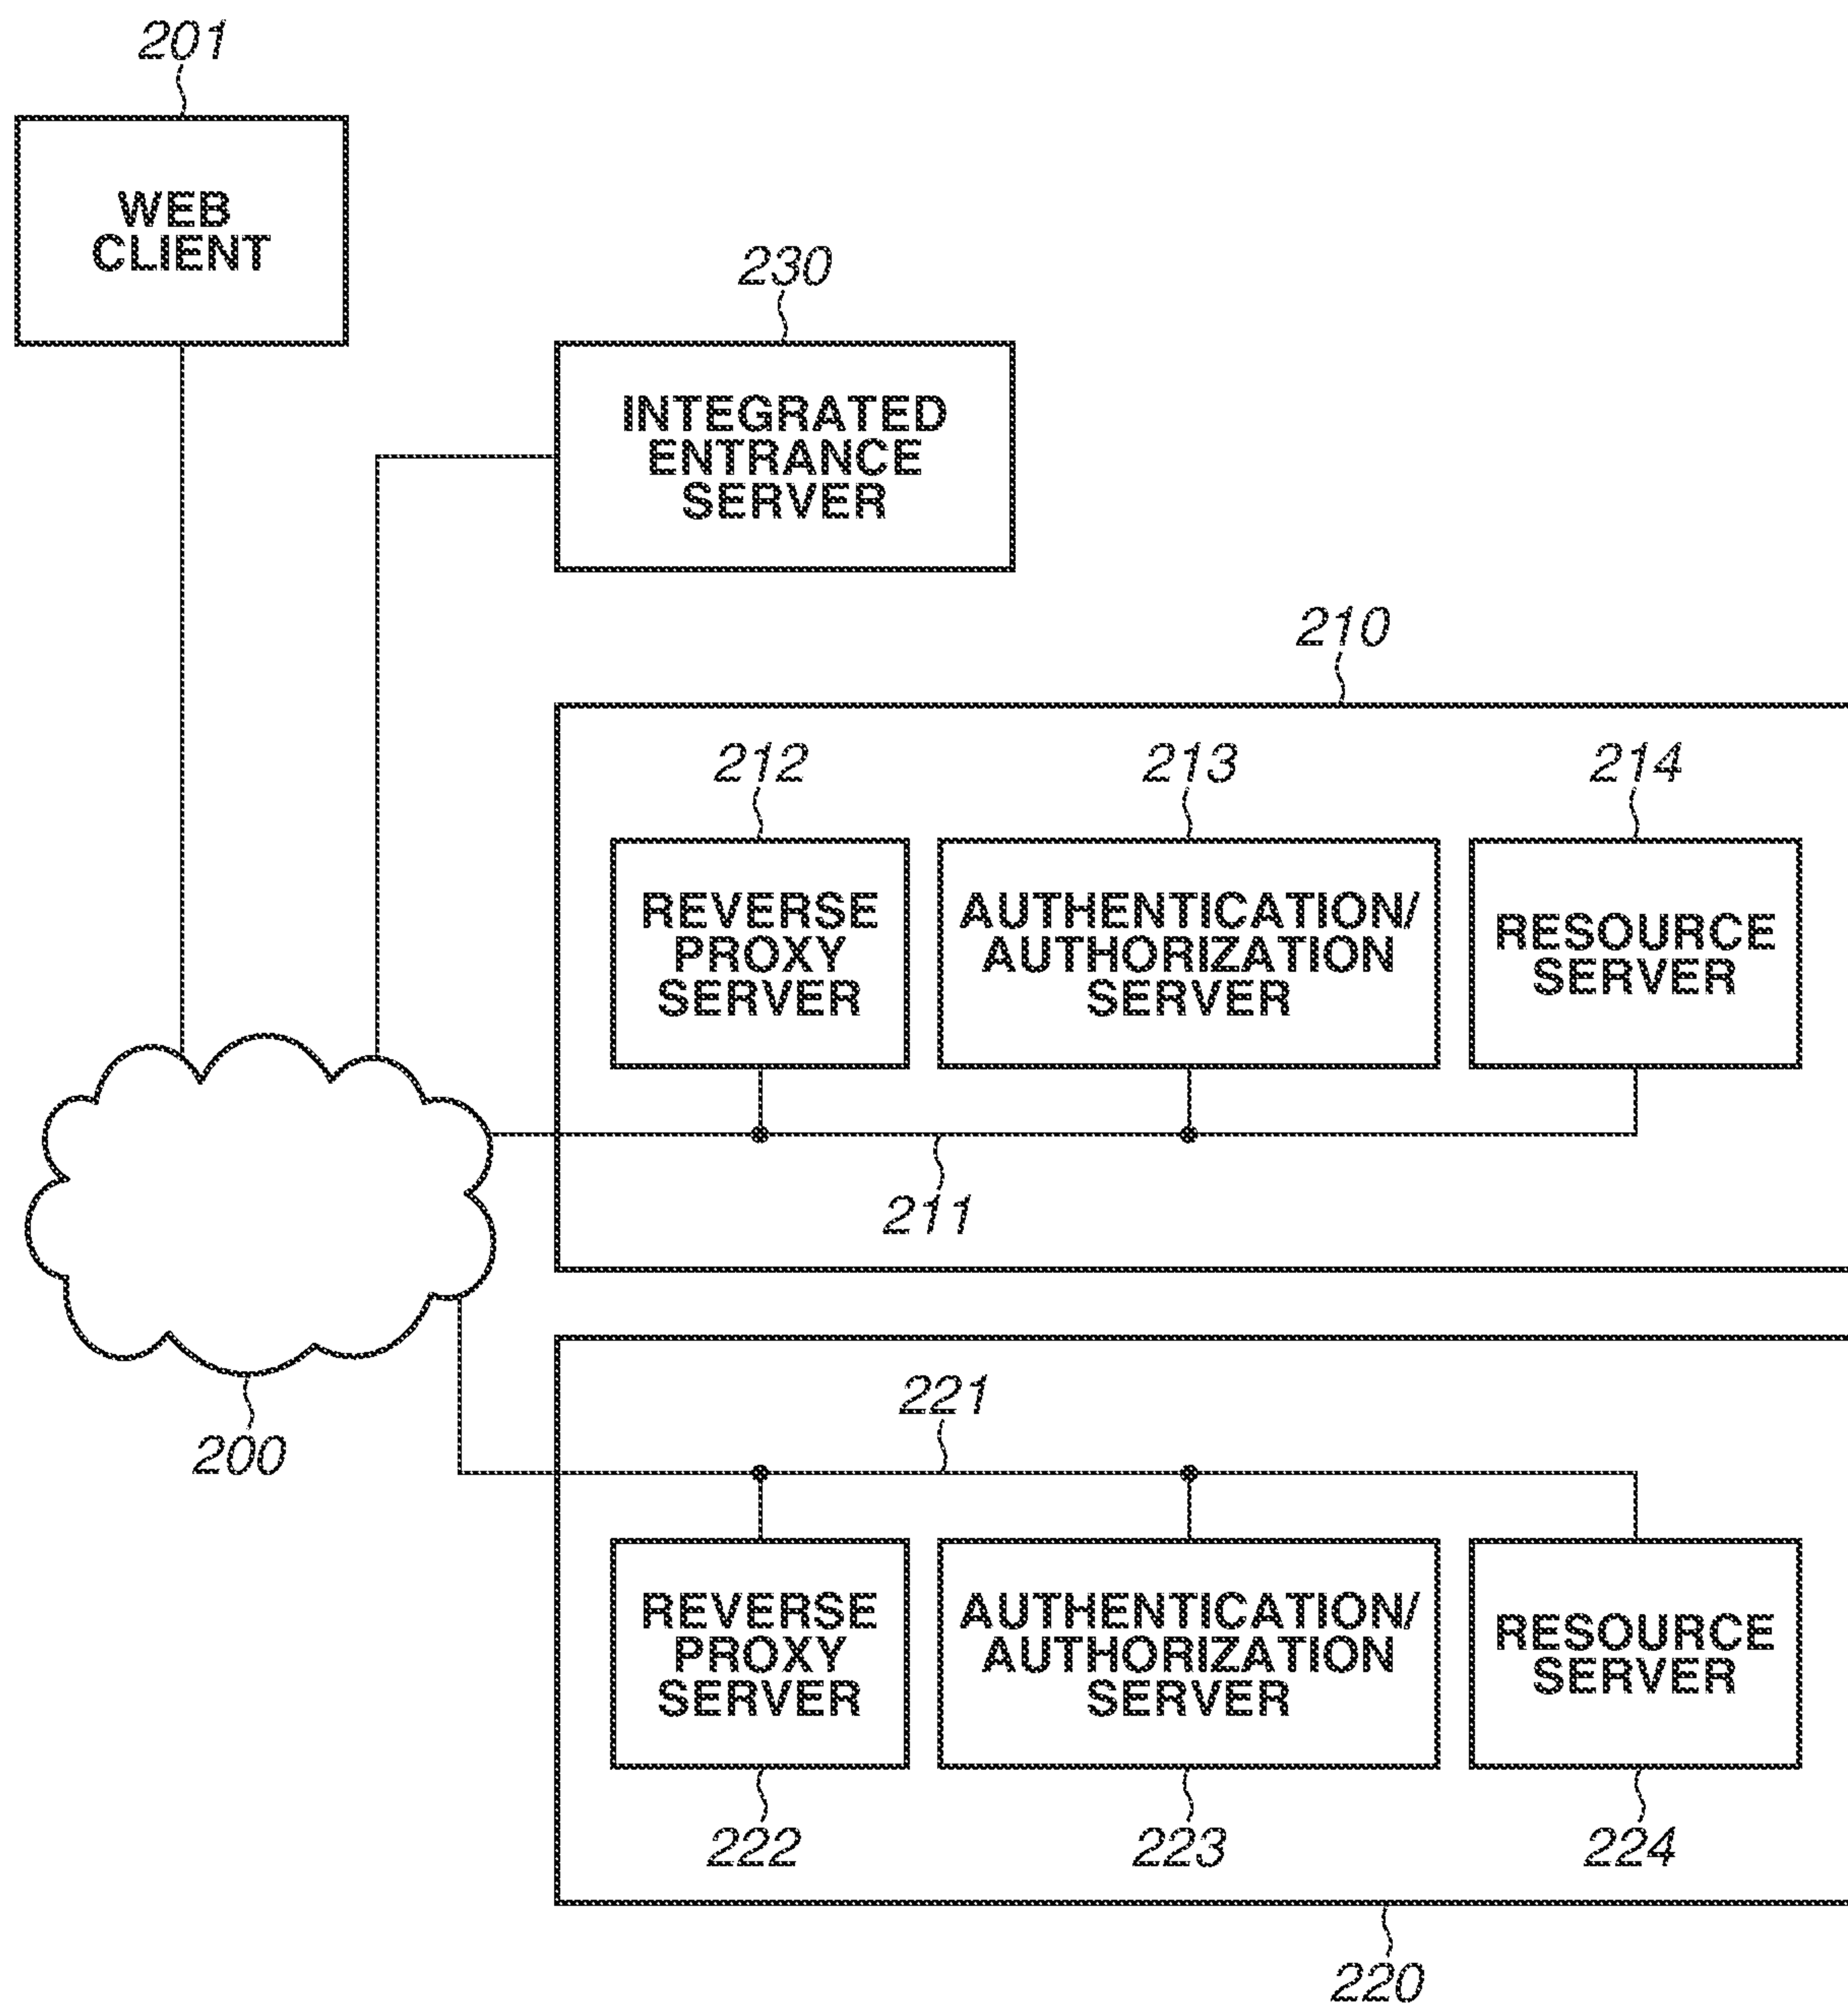 201
WEB
CLIENT
230
INTEGRATED
ENTRANCE
SERVER
210
212
213
214
REVERSE
PROXY
SERVER
AUTHENTICATION/
AUTHORIZATION
SERVER
RESOURCE
SERVER
211
200
221
REVERSE
PROXY
SERVER
AUTHENTICATION/
AUTHORIZATION
SERVER
RESOURCE
SERVER
222
223
224
220